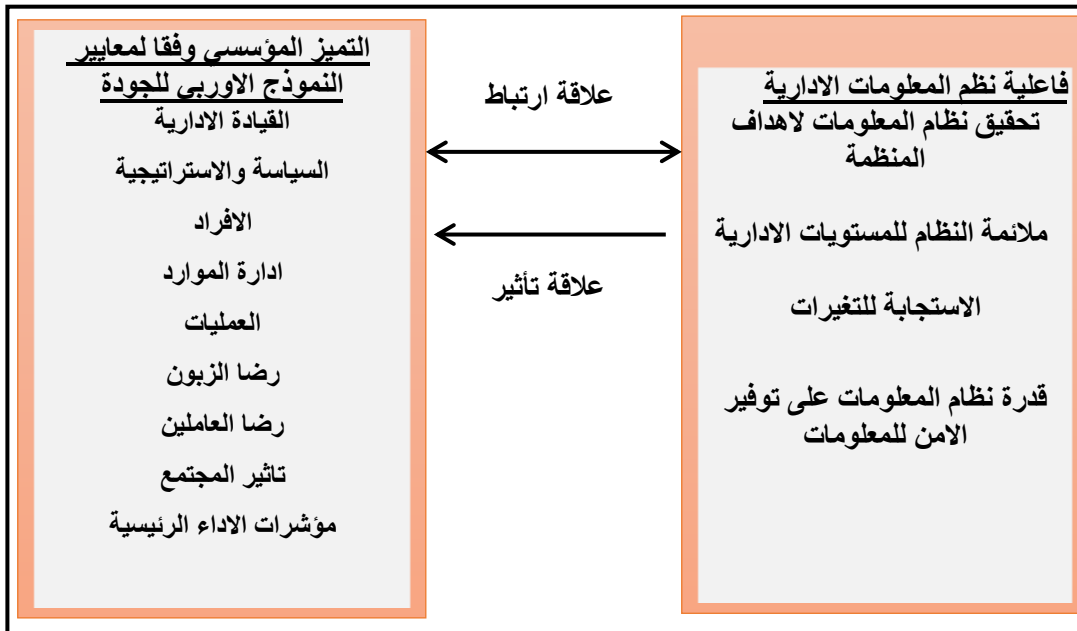 فاعلية نظم المعلومات الادارية
تحقيق نظام المعلومات لاهداف
المنظمة
ملائمة النظام للمستويات الادارية
الاستجابة للتغيرات
قدرة نظام المعلومات على توفير
الامن للمعلومات
علاقة ارتباط
علاقة تأثير
التميز المؤسسي وفقا لمعايير
النموذج الاوربي للجودة
القيادة الادارية
السياسة والاستراتيجية
الافراد
ادارة الموارد
العمليات
رضا الزبون
رضا العاملين
تاثير المجتمع
مؤشرات الاداء الرئيسية